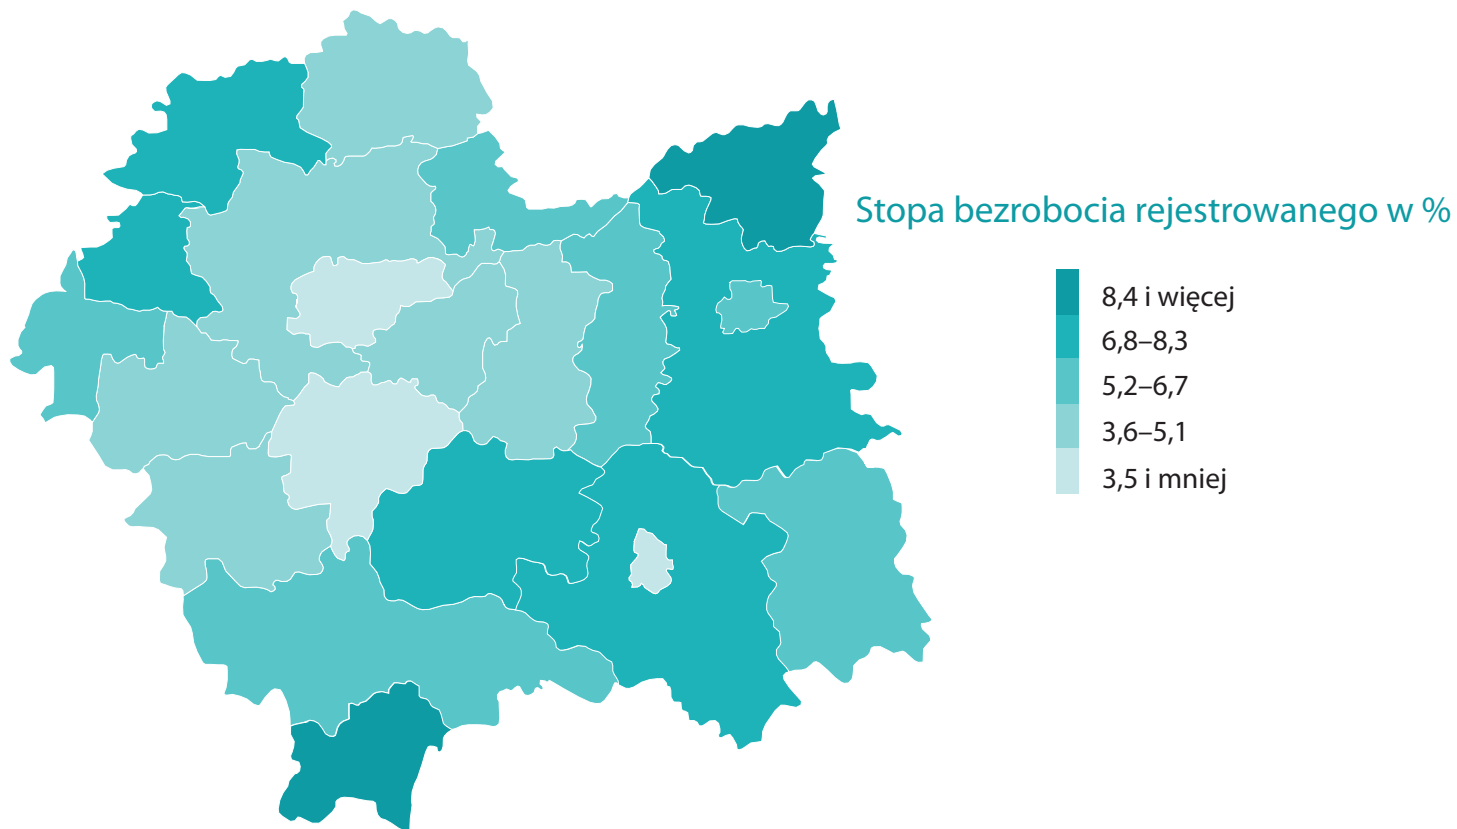 Stopa bezrobocia rejestrowanego w %
8,4 i więcej
6,8–8,3
5,2–6,7
3,6–5,1
3,5 i mniej